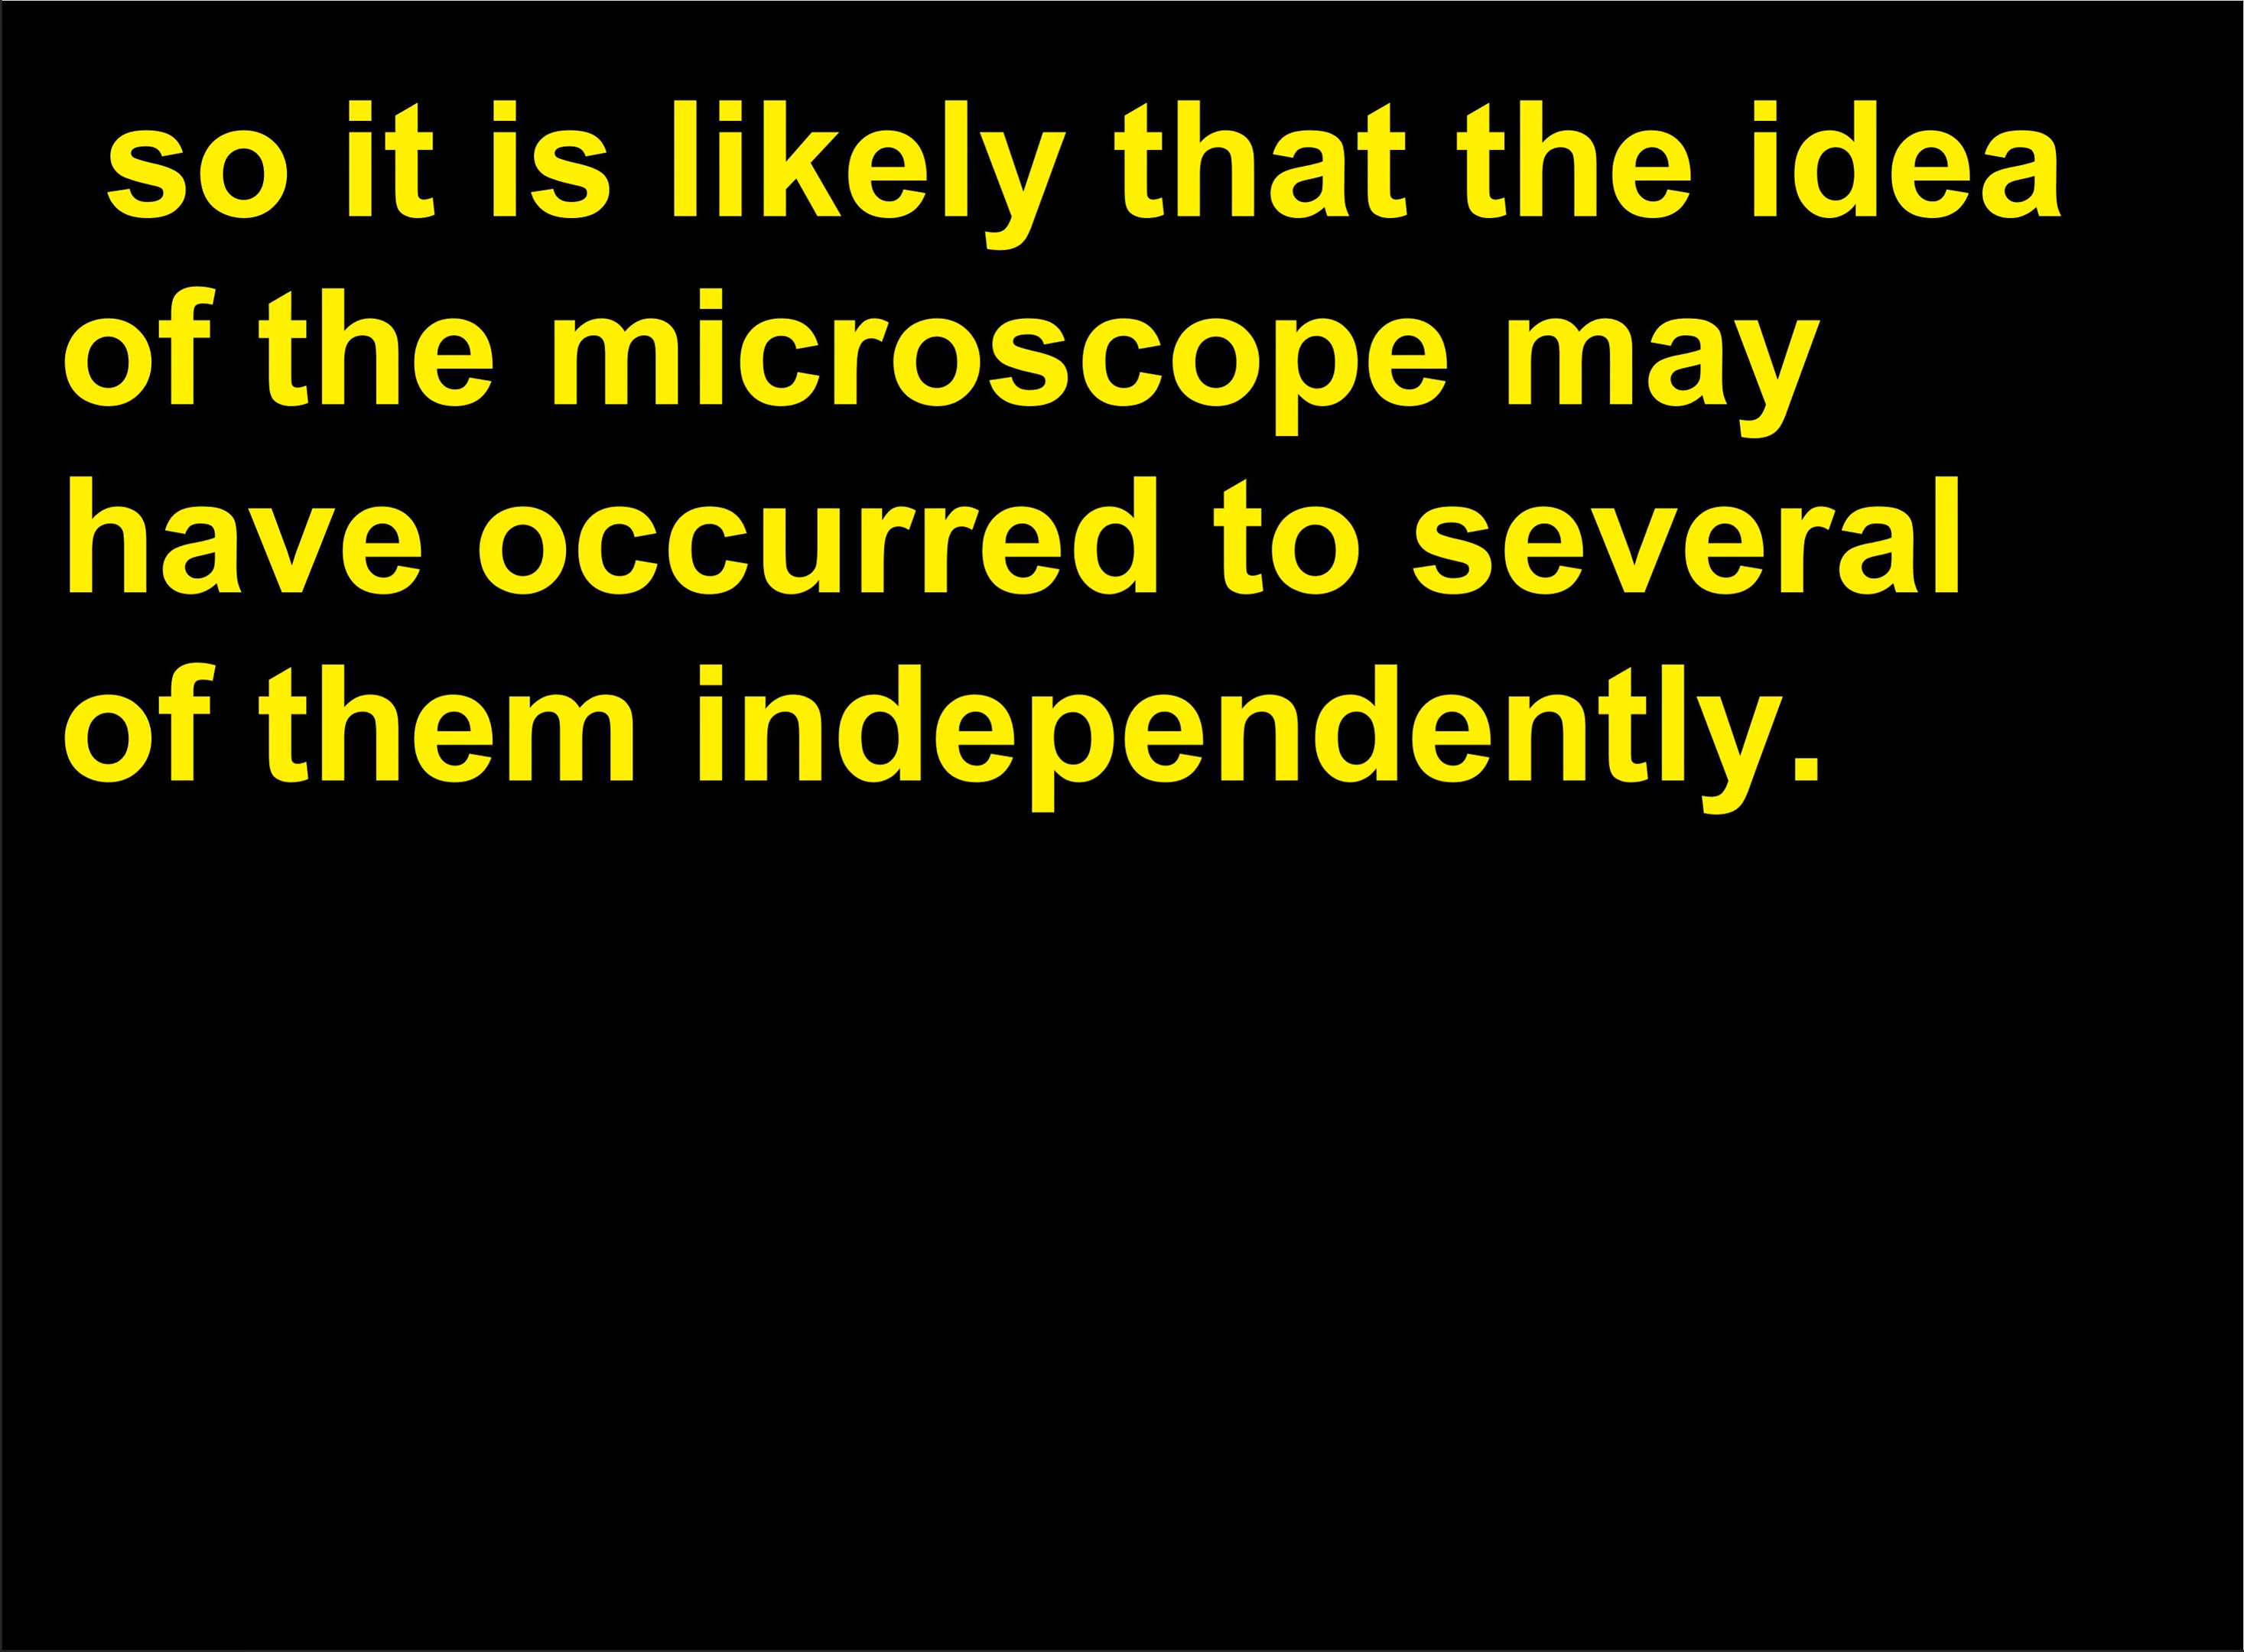 so it is likely that the idea
of the microscope may
have occurred to several
of them independently.